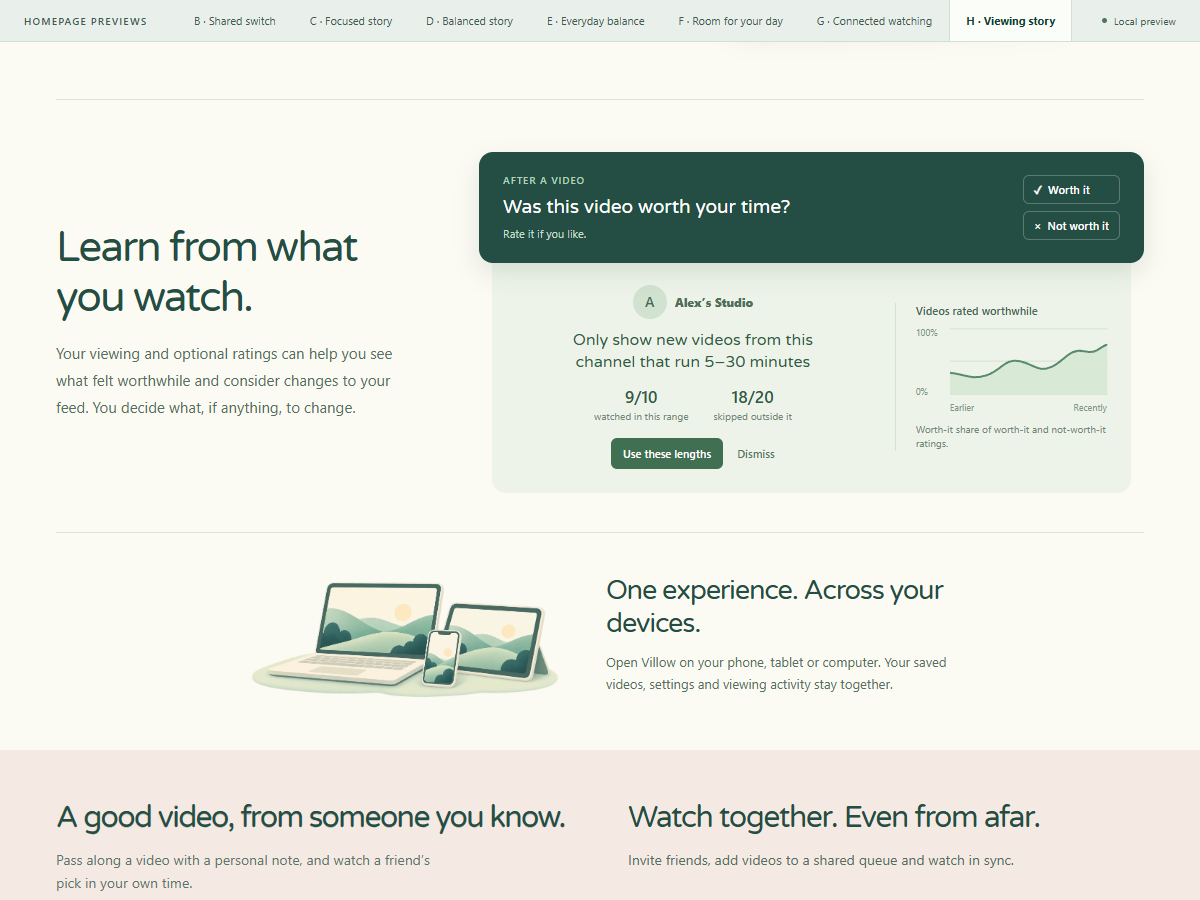 HOMEPAGE PREVIEWS
B · Shared switch
C · Focused story
D · Balanced story
E · Everyday balance
F · Room for your day
G · Connected watching
H · Viewing story
Local preview
Learn from what
you watch.
Your viewing and optional ratings can help you see
what felt worthwhile and consider changes to your
feed. You decide what, if anything, to change.
AFTER A VIDEO
Was this video worth your time?
Rate it if you like.
✓ Worth it
× Not worth it
A
Alex’s Studio
Only show new videos from this
channel that run 5–30 minutes
9/10
watched in this range
18/20
skipped outside it
Use these lengths
Dismiss
Videos rated worthwhile
100%
0%
Earlier
Recently
Worth-it share of worth-it and not-worth-it
ratings.
One experience. Across your
devices.
Open Villow on your phone, tablet or computer. Your saved
videos, settings and viewing activity stay together.
A good video, from someone you know.
Pass along a video with a personal note, and watch a friend’s
pick in your own time.
Watch together. Even from afar.
Invite friends, add videos to a shared queue and watch in sync.